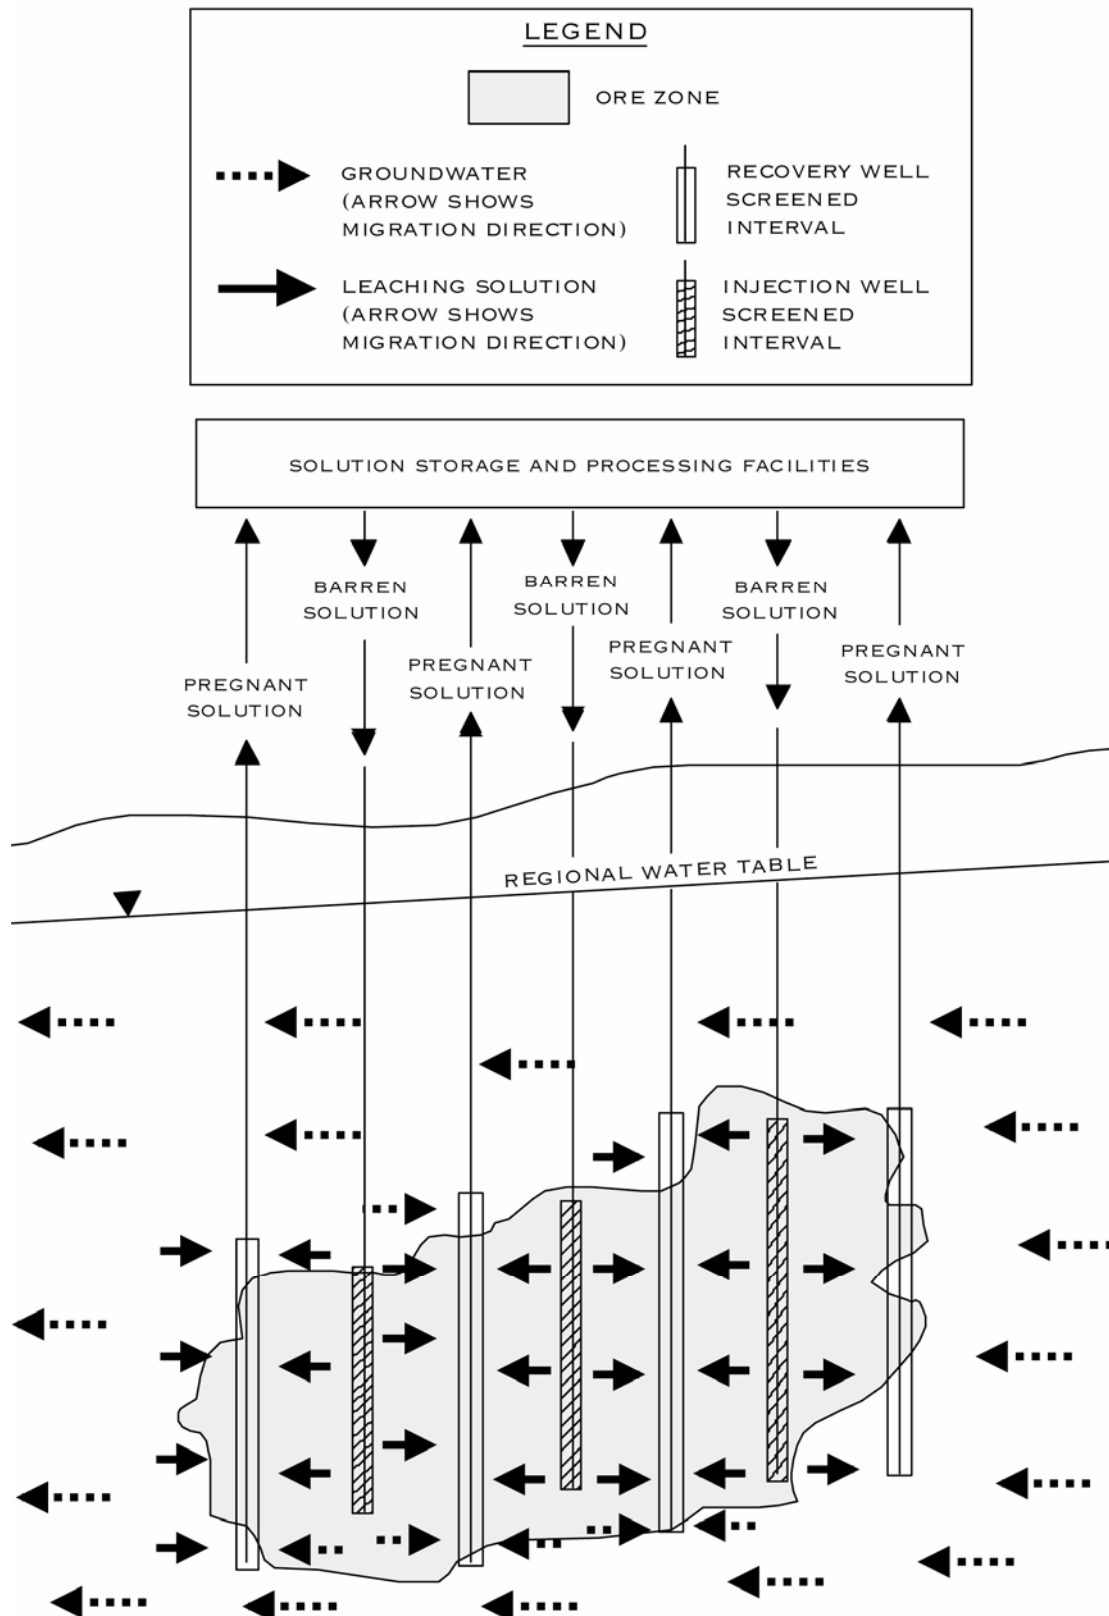 LEGEND
ORE ZONE
GROUNDWATER
(ARROW SHOWS
MIGRATION DIRECTION)
RECOVERY WELL
SCREENED
INTERVAL
LEACHING SOLUTION
(ARROW SHOWS
MIGRATION DIRECTION)
INJECTION WELL
SCREENED
INTERVAL
SOLUTION STORAGE AND PROCESSING FACILITIES
PREGNANT
SOLUTION
BARREN
SOLUTION
PREGNANT
SOLUTION
BARREN
SOLUTION
PREGNANT
SOLUTION
BARREN
SOLUTION
PREGNANT
SOLUTION
REGIONAL WATER TABLE